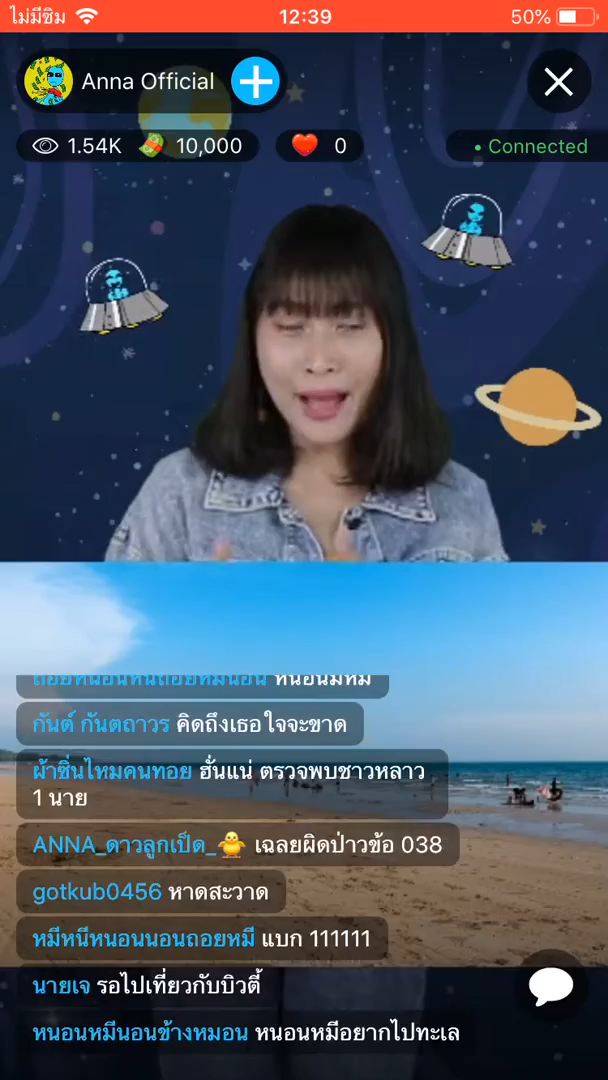 ไม่มีซิม 12:39 50%
Anna Official
1.54K 10,000 0 • Connected
หนอนมีหมี
กันต์ กันตถาวร คิดถึงเธอใจจะขาด
ผ้าซิ่นไหมคนทอย ฮั่นแน่ ตรวจพบชาวหลาว
1 นาย
ANNA_ดาวลูกเป็ด_🐥 เฉลยผิดป่าวข้อ 038
gotkub0456 หาดสะวาด
หมีหนีหนอนนอนถอยหมี แบก 111111
นายเจ รอไปเที่ยวกับบิวตี้
หนอนหมีนอนข้างหมอน หนอนหมีอยากไปทะเล